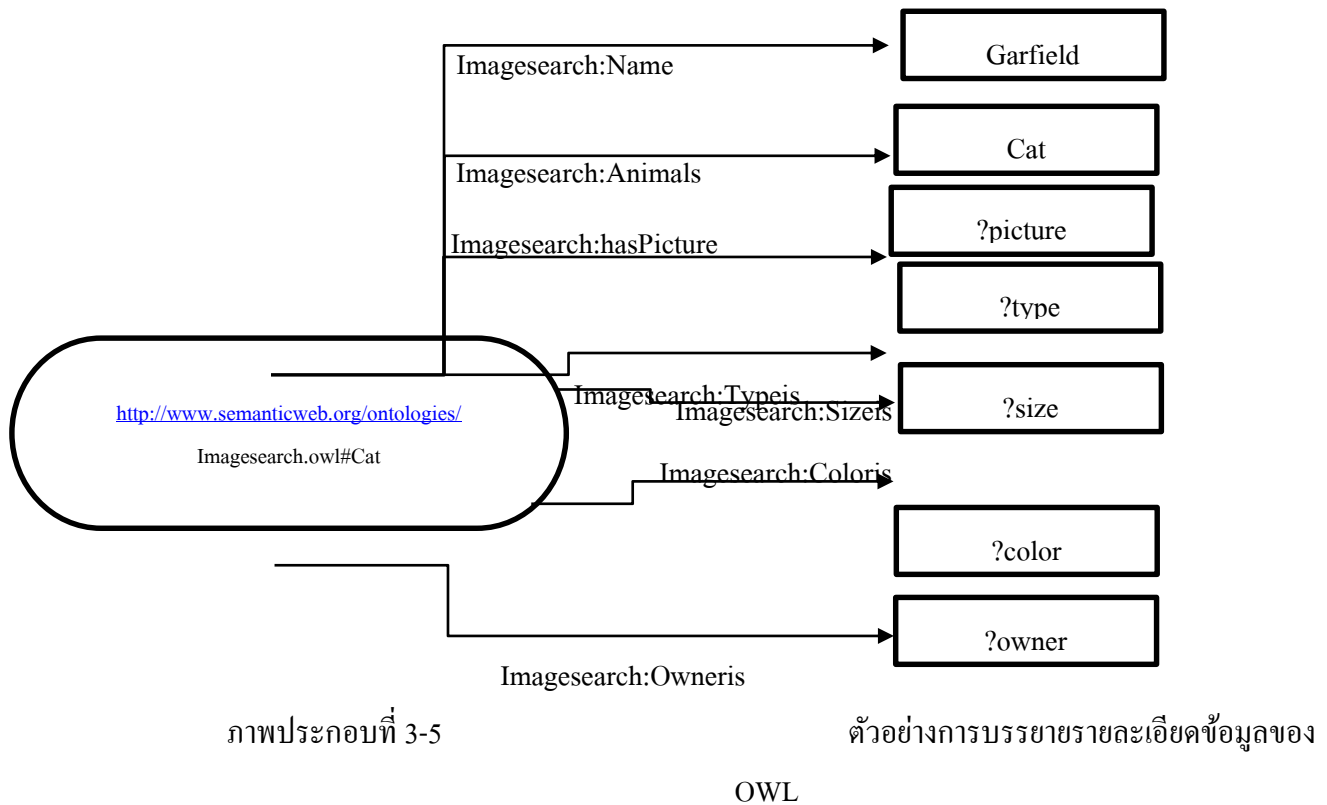 Garfield
Imagesearch:Name
Cat
Imagesearch:Animals
?picture
Imagesearch:hasPicture
?type
Imagesearch:Typeis
Imagesearch:Sizeis
?size
http://www.semanticweb.org/ontologies/
Imagesearch.owl#Cat
Imagesearch:Coloris
?color
?owner
Imagesearch:Owneris
ภาพประกอบที่ 3-5 ตัวอย่างการบรรยายรายละเอียดข้อมูลของ
OWL